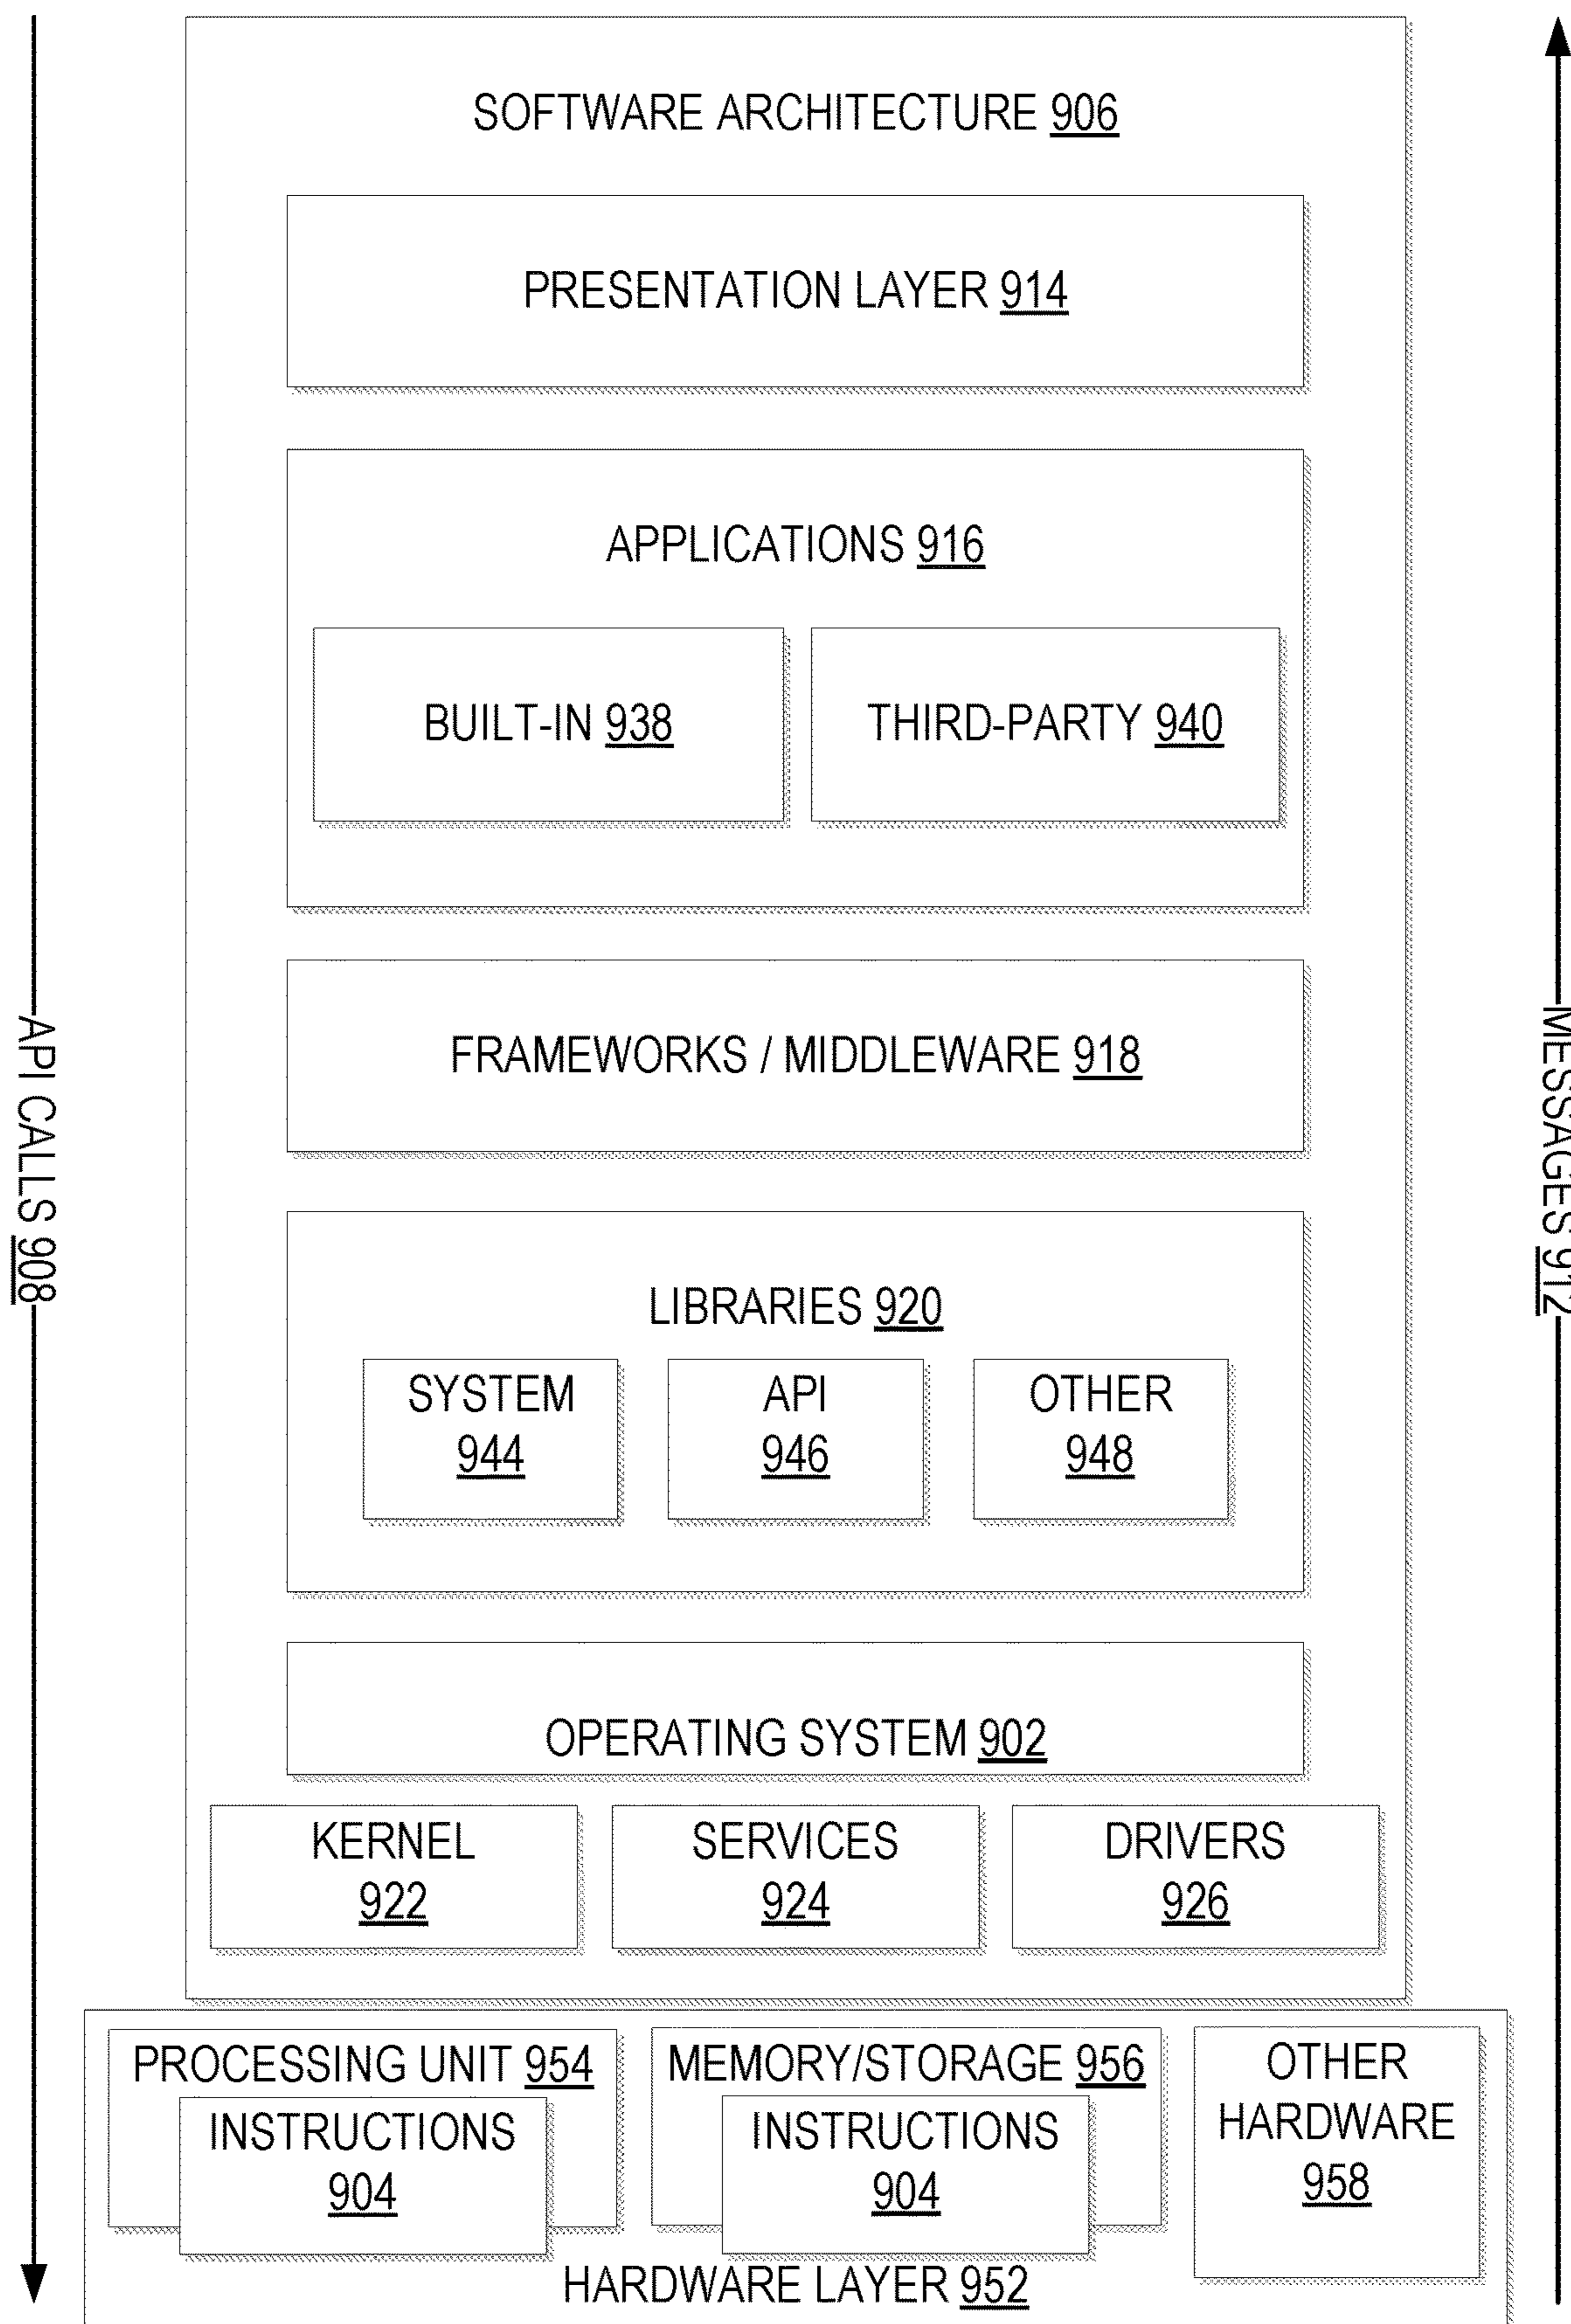 SOFTWARE ARCHITECTURE 906
PRESENTATION LAYER 914
APPLICATIONS 916
BUILT-IN 938
THIRD-PARTY 940
FRAMEWORKS / MIDDLEWARE 918
LIBRARIES 920
SYSTEM
944
API
946
OTHER
948
OPERATING SYSTEM 902
KERNEL
922
SERVICES
924
DRIVERS
926
PROCESSING UNIT 954
INSTRUCTIONS
904
MEMORY/STORAGE 956
INSTRUCTIONS
904
OTHER
HARDWARE
958
HARDWARE LAYER 952
API CALLS 908
MESSAGES 912